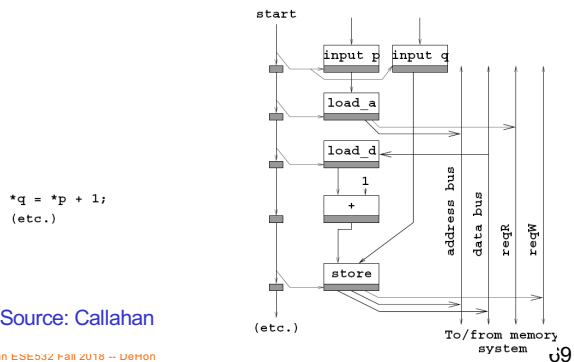 start
input p
input q
load_a
load_d
1
+
store
address bus
data bus
reqR
reqW
*q = *p + 1;
(etc.)
(etc.)
To/from memory
system
Source: Callahan
n ESE532 Fall 2018 -- DeHon
69